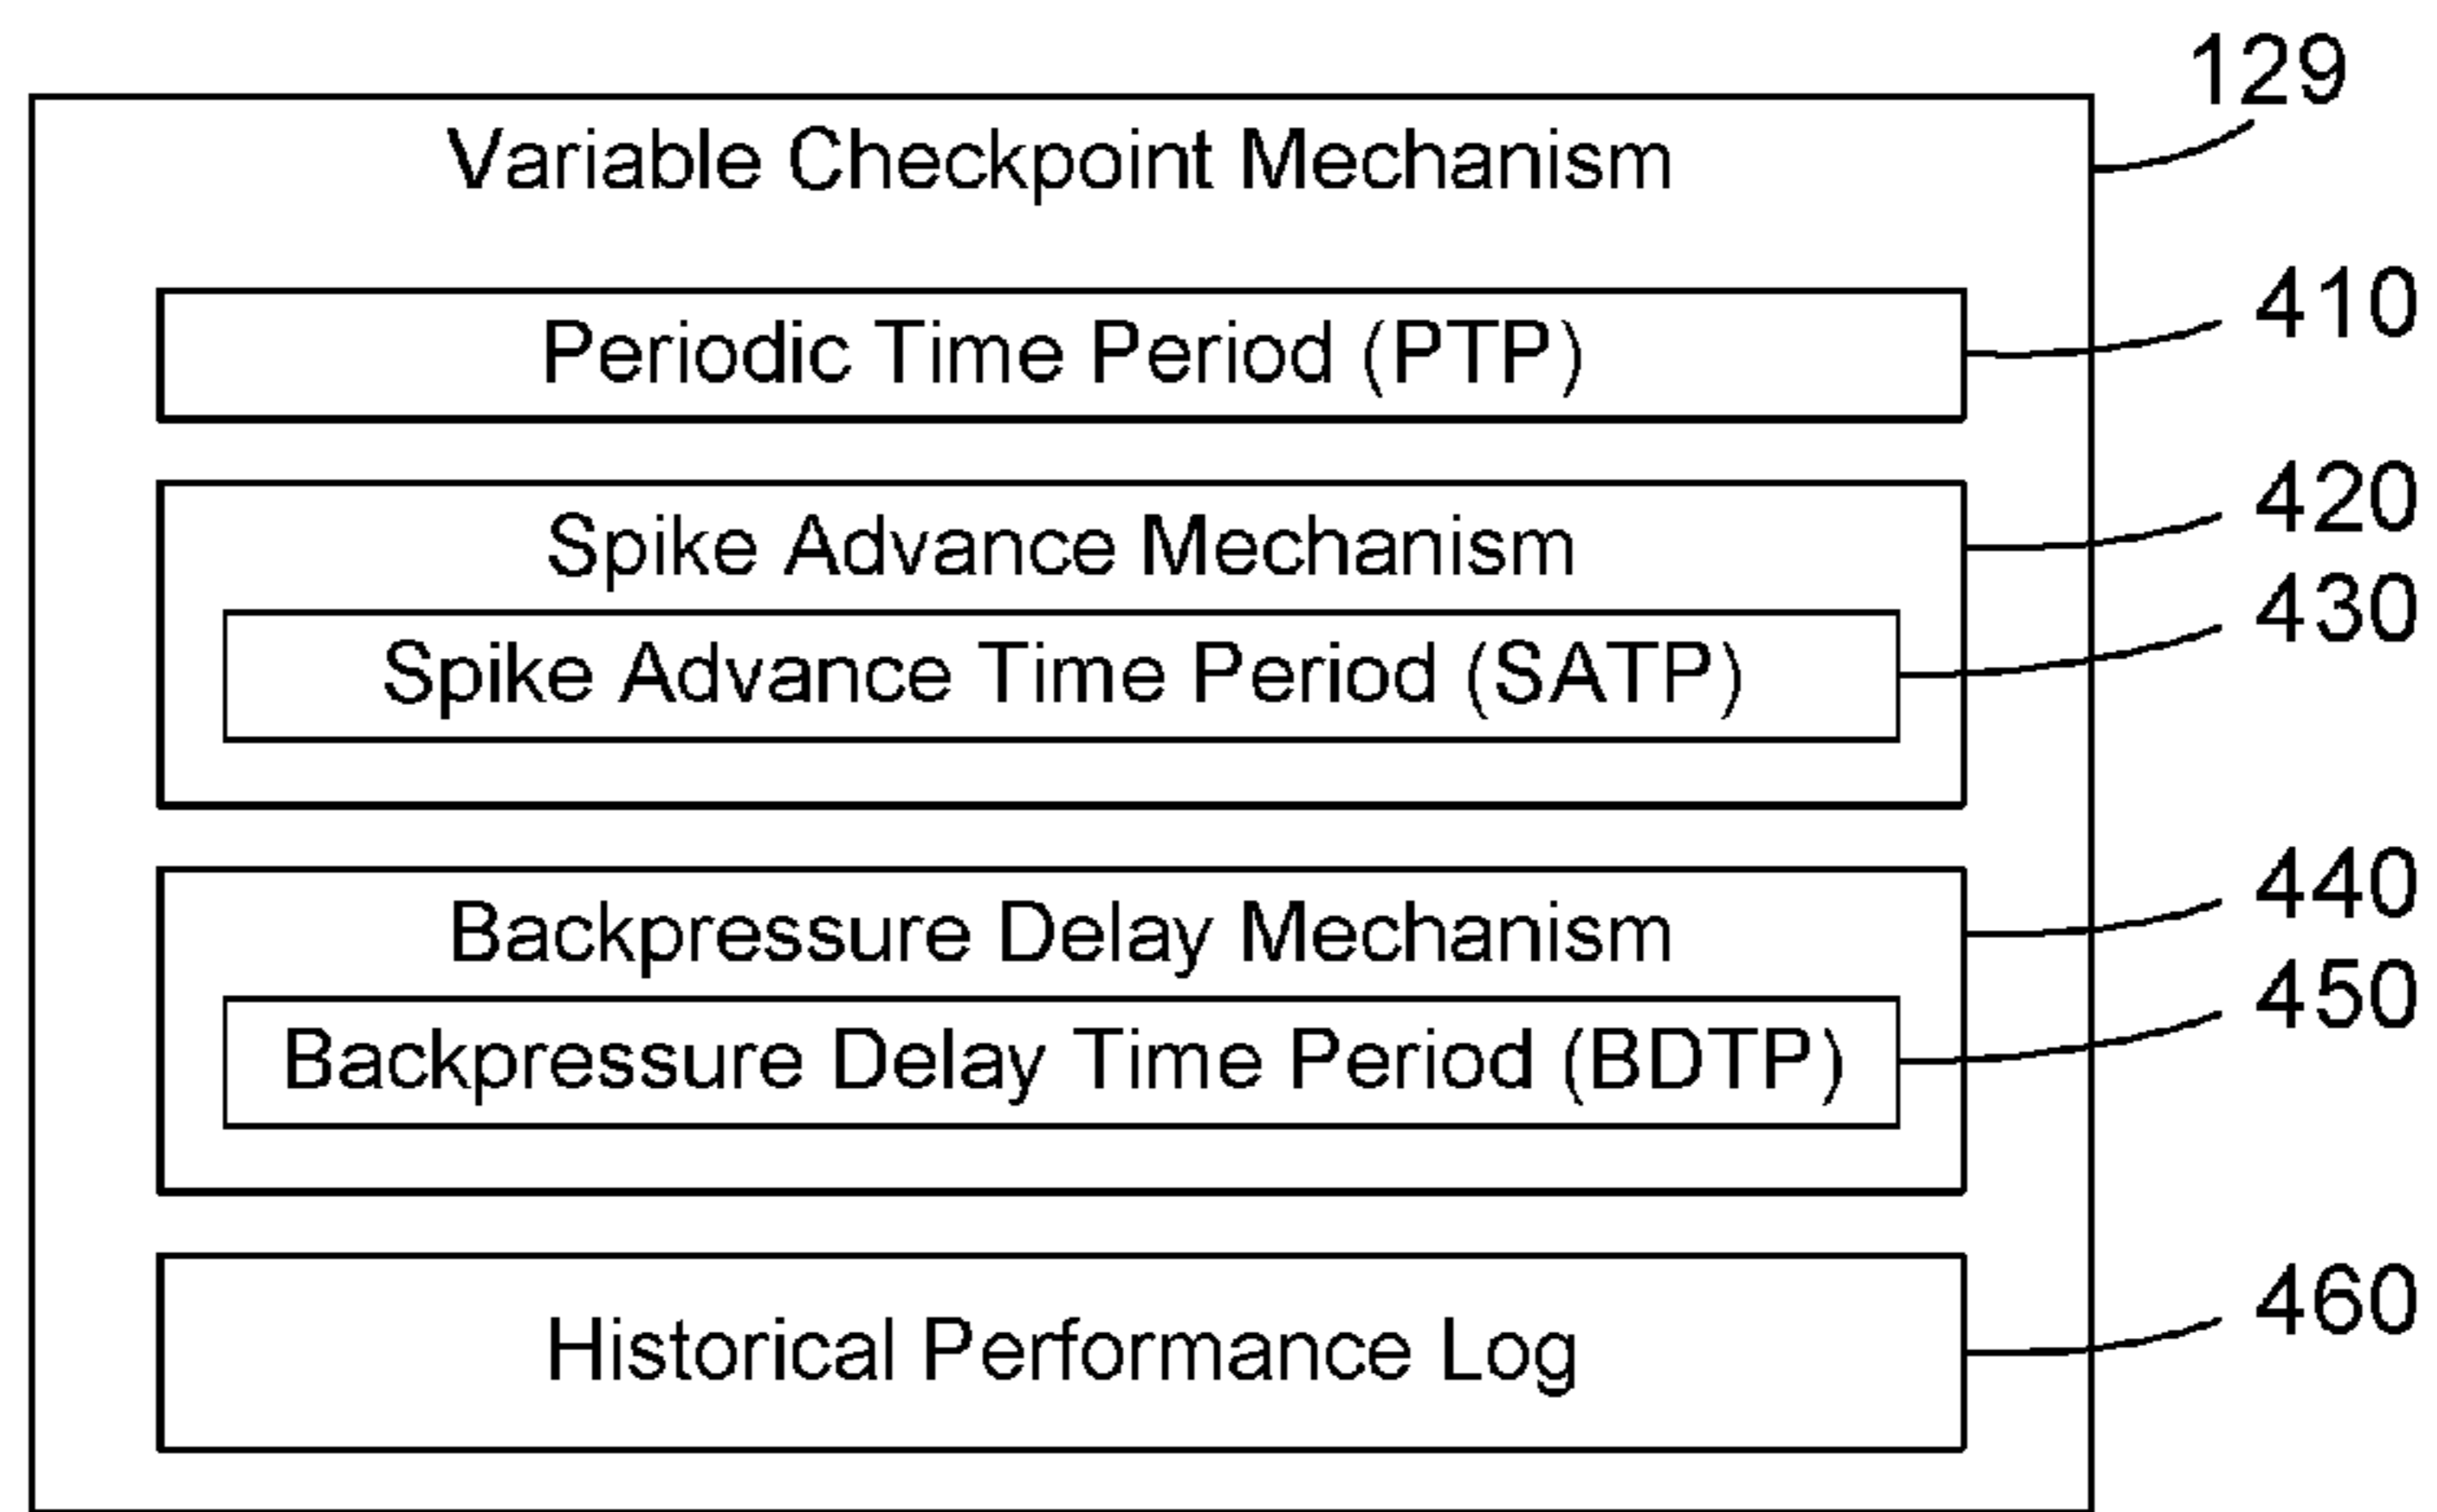 129
Variable Checkpoint Mechanism
Periodic Time Period (PTP)
410
Spike Advance Mechanism
420
Spike Advance Time Period (SATP)
430
Backpressure Delay Mechanism
440
Backpressure Delay Time Period (BDTP)
450
Historical Performance Log
460